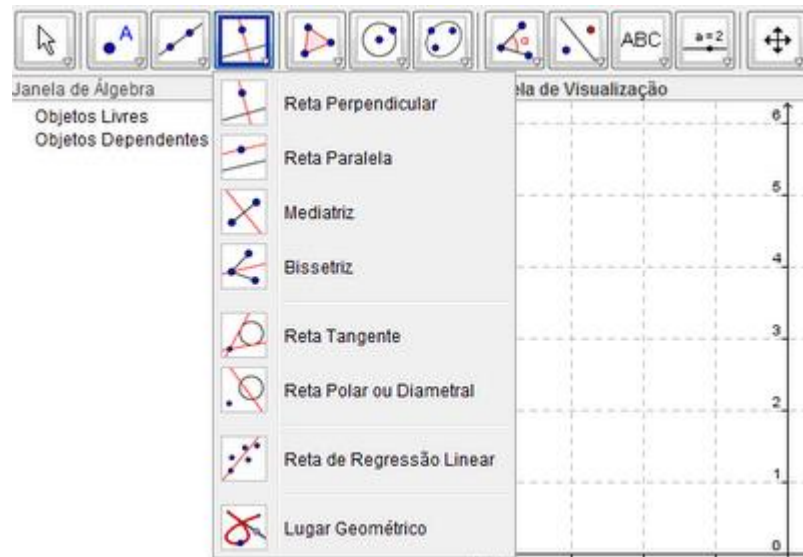 A
α
ABC
a=2
Janela de Álgebra
ela de Visualização
Objetos Livres
Objetos Dependentes
Reta Perpendicular
Reta Paralela
Mediatriz
Bissetriz
Reta Tangente
Reta Polar ou Diametral
Reta de Regressão Linear
Lugar Geométrico
6
5
4
3
2
1
0